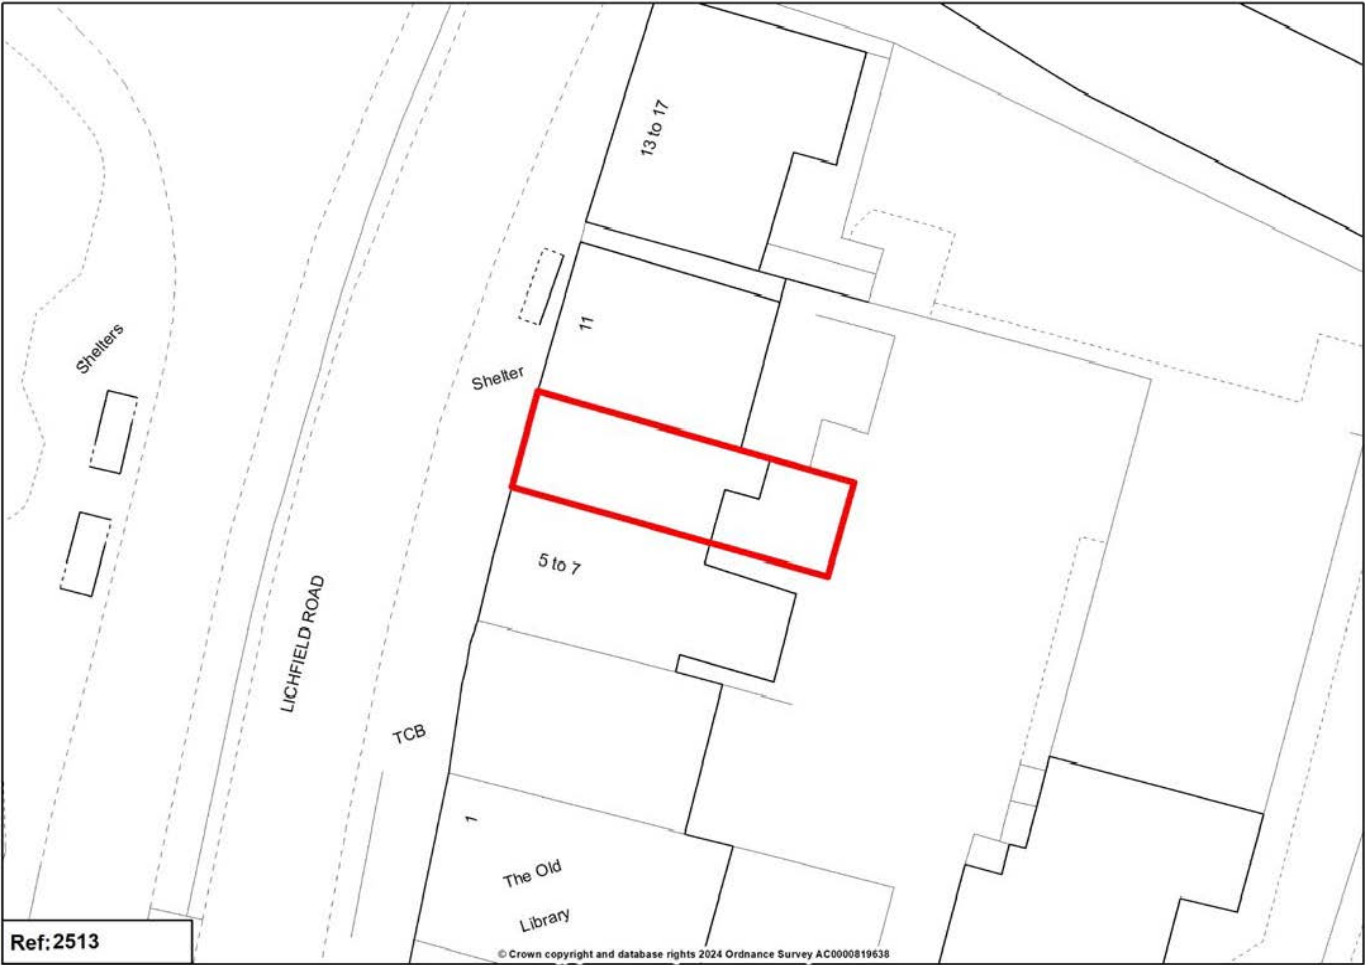 13 to 17
11
Shelters
Shelter
5 to 7
LICHFIELD ROAD
TCB
1
The Old
Library
Ref:2513
© Crown copyright and database rights 2024 Ordnance Survey AC0000819638